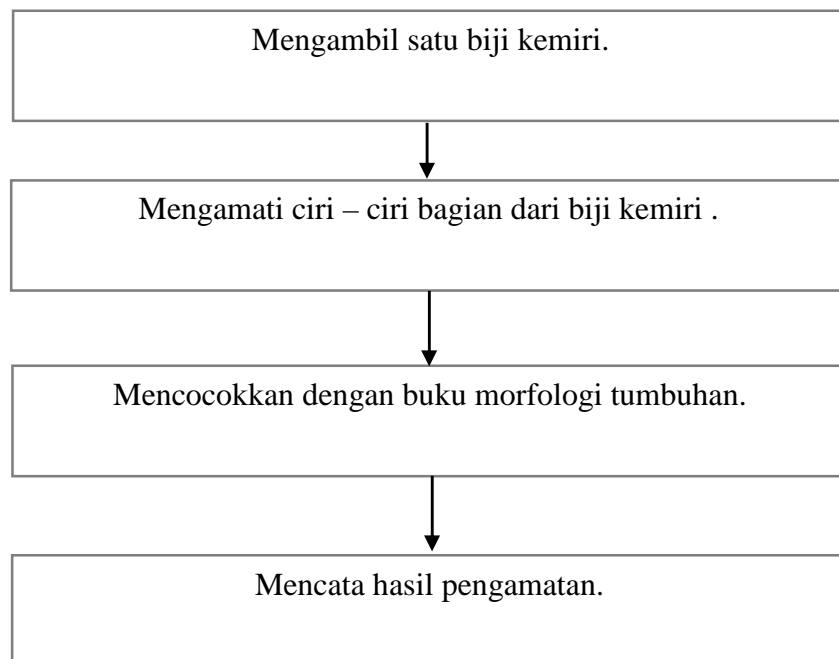 Mengambil satu biji kemiri.
Mengamati ciri – ciri bagian dari biji kemiri .
Mencocokkan dengan buku morfologi tumbuhan.
Mencata hasil pengamatan.